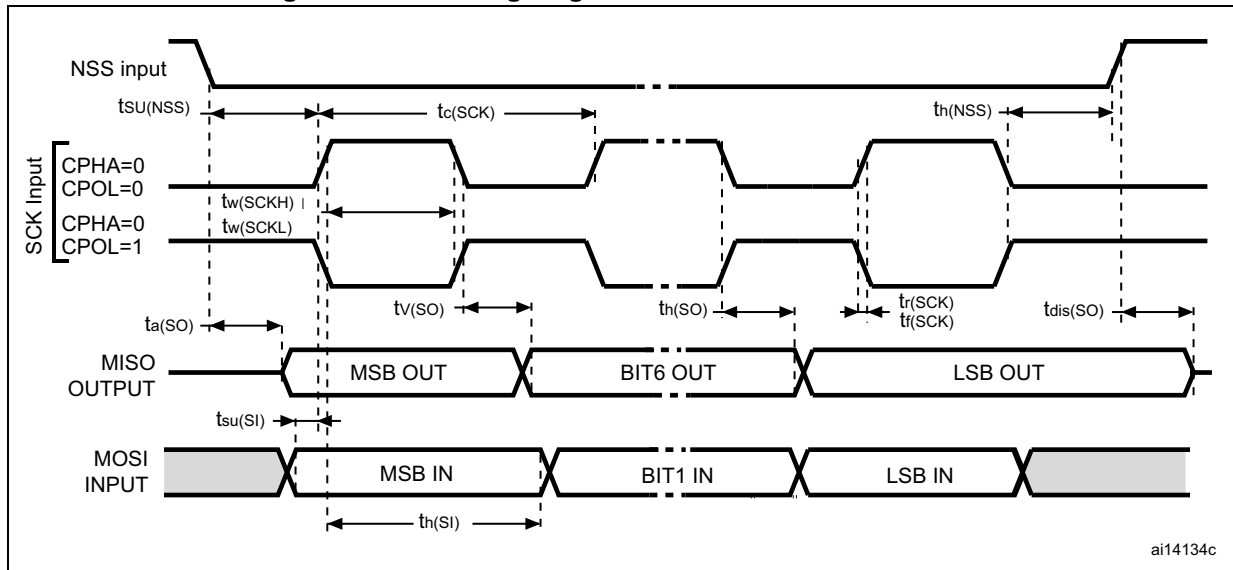 NSS input
tSU(NSS)
tc(SCK)
th(NSS)
SCK Input
CPHA=0
CPOL=0
tw(SCKH)
CPHA=0
tw(SCKL)
CPOL=1
ta(SO)
tV(SO)
th(SO)
tr(SCK)
tf(SCK)
tdis(SO)
MISO
OUTPUT
MSB OUT
BIT6 OUT
LSB OUT
tsu(SI)
MOSI
INPUT
MSB IN
BIT1 IN
LSB IN
th(SI)
ai14134c